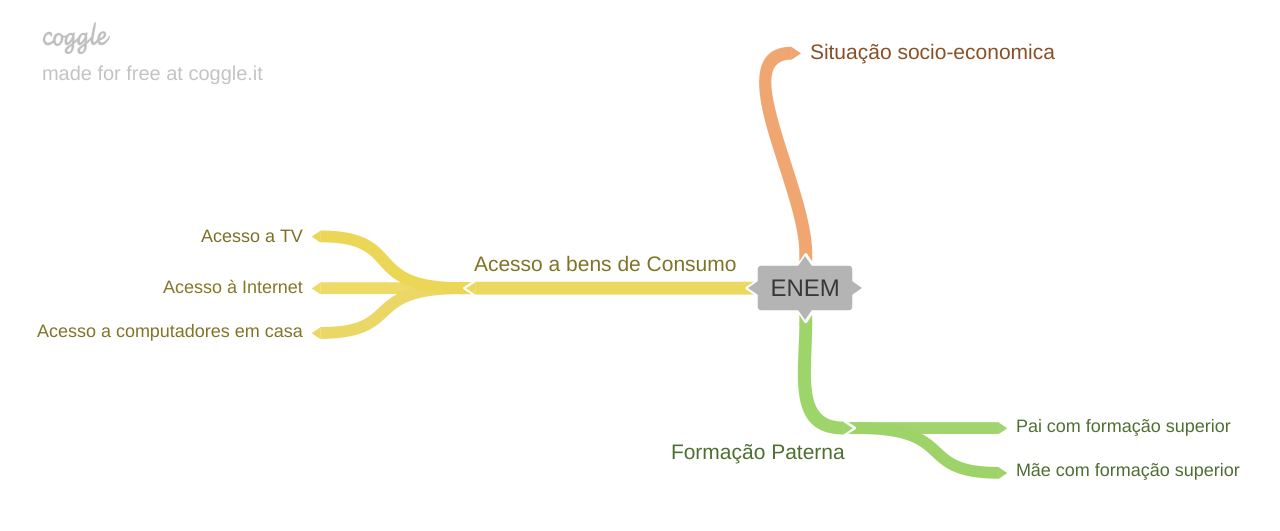 coggle
made for free at coggle.it
Situação socio-economica
Acesso a TV
Acesso a bens de Consumo
Acesso à Internet
ENEM
Acesso a computadores em casa
Formação Paterna
Pai com formação superior
Mãe com formação superior